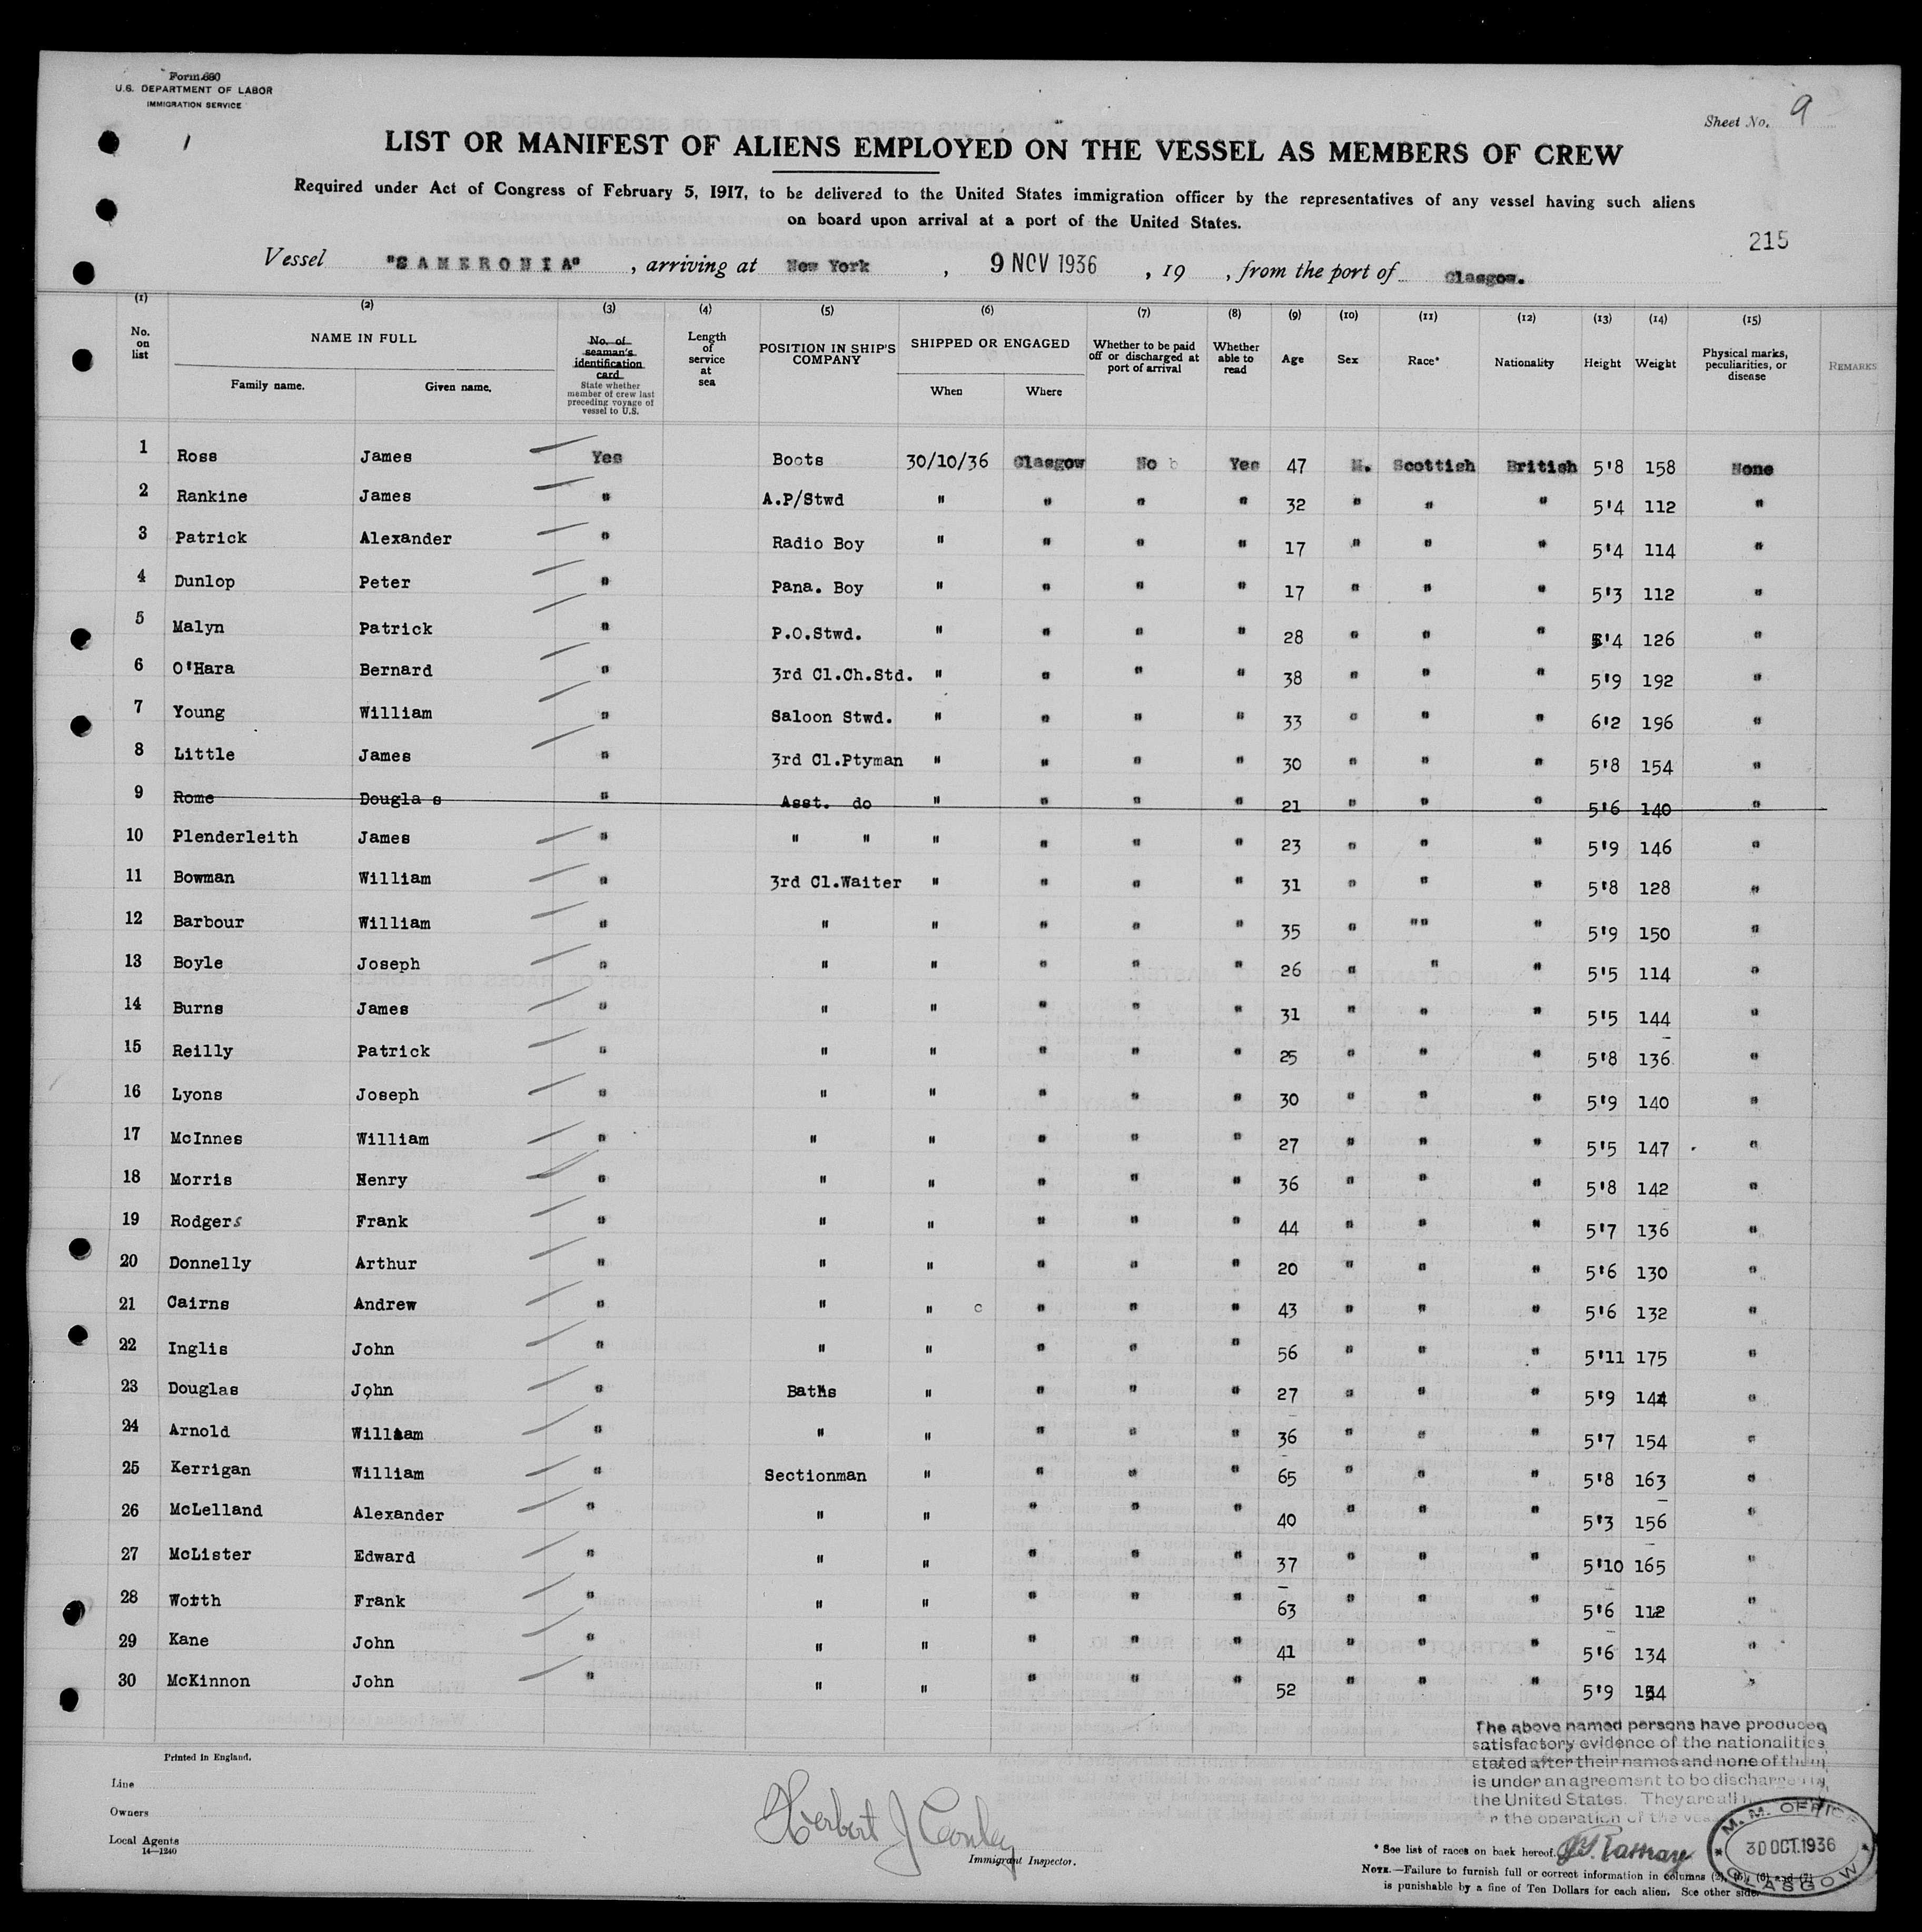 Form 680
U.S. DEPARTMENT OF LABOR
IMMIGRATION SERVICE
Sheet No. 9
1
LIST OR MANIFEST OF ALIENS EMPLOYED ON THE VESSEL AS MEMBERS OF CREW
Required under Act of Congress of February 5, 1917, to be delivered to the United States immigration officer by the representatives of any vessel having such aliens
on board upon arrival at a port of the United States.
215
Vessel "CAMERONIA" , arriving at New York , 9 NOV 1936 , 19 , from the port of Glasgow.
(1) (2) (3) (4) (5) (6) (7) (8) (9) (10) (11) (12) (13) (14) (15)
No. on list NAME IN FULL Family name. Given name. No. of seaman's identification card State whether member of crew last preceding voyage of vessel to U.S. Length of service at sea POSITION IN SHIP'S COMPANY SHIPPED OR ENGAGED When Where Whether to be paid off or discharged at port of arrival Whether able to read Age Sex Race* Nationality Height Weight Physical marks, peculiarities, or disease REMARKS
1 Ross James Yes Boots 30/10/36 Glasgow No b Yes 47 M. Scottish British 5'8 158 None
2 Rankine James " A.P/Stwd " " " " 32 " " " 5'4 112 "
3 Patrick Alexander " Radio Boy " " " " 17 " " " 5'4 114 "
4 Dunlop Peter " Pana. Boy " " " " 17 " " " 5'3 112 "
5 Malyn Patrick " P.O.Stwd. " " " " 28 " " " 5'4 126 "
6 O'Hara Bernard " 3rd Cl.Ch.Std. " " " " 38 " " " 5'9 192 "
7 Young William " Saloon Stwd. " " " " 33 " " " 6'2 196 "
8 Little James " 3rd Cl.Ptyman " " " " 30 " " " 5'8 154 "
9 Rome Dougla s " Asst. do " " " " 21 " " " 5'6 140 "
10 Plenderleith James " " " " " " " 23 " " " 5'9 146 "
11 Bowman William " 3rd Cl.Waiter " " " " 31 " " " 5'8 128 "
12 Barbour William " " " " " " 35 " "" " 5'9 150 "
13 Boyle Joseph " " " " " " 26 " " " 5'5 114 "
14 Burns James " " " " " " 31 " " " 5'5 144 "
15 Reilly Patrick " " " " " " 25 " " " 5'8 136 "
16 Lyons Joseph " " " " " " 30 " " " 5'9 140 "
17 McInnes William " " " " " " 27 " " " 5'5 147 "
18 Morris Henry " " " " " " 36 " " " 5'8 142 "
19 Rodgers Frank " " " " " " 44 " " " 5'7 136 "
20 Donnelly Arthur " " " " " " 20 " " " 5'6 130 "
21 Cairns Andrew " " " " " " 43 " " " 5'6 132 "
22 Inglis John " " " " " " 56 " " " 5'11 175 "
23 Douglas John " Baths " " " " 27 " " " 5'9 144 "
24 Arnold William " " " " " " 36 " " " 5'7 154 "
25 Kerrigan William " Sectionman " " " " 65 " " " 5'8 163 "
26 McLelland Alexander " " " " " " 40 " " " 5'3 156 "
27 McLister Edward " " " " " " 37 " " " 5'10 165 "
28 Worth Frank " " " " " " 63 " " " 5'6 112 "
29 Kane John " " " " " " 41 " " " 5'6 134 "
30 McKinnon John " " " " " " 52 " " " 5'9 154 "
The above named persons have produced
satisfactory evidence of the nationalities
stated after their names and none of them
is under an agreement to be discharged in
the United States. They are all
r the operation of the
Printed in England.
Line
Owners
Local Agents
14—1240
Herbert J Conley
Immigrant Inspector.
* See list of races on back hereof.
NOTE.—Failure to furnish full or correct information in columns (2), (5), (6) and (7)
is punishable by a fine of Ten Dollars for each alien. See other side.
M. M. OFFICE
30 OCT. 1936
GLASGOW